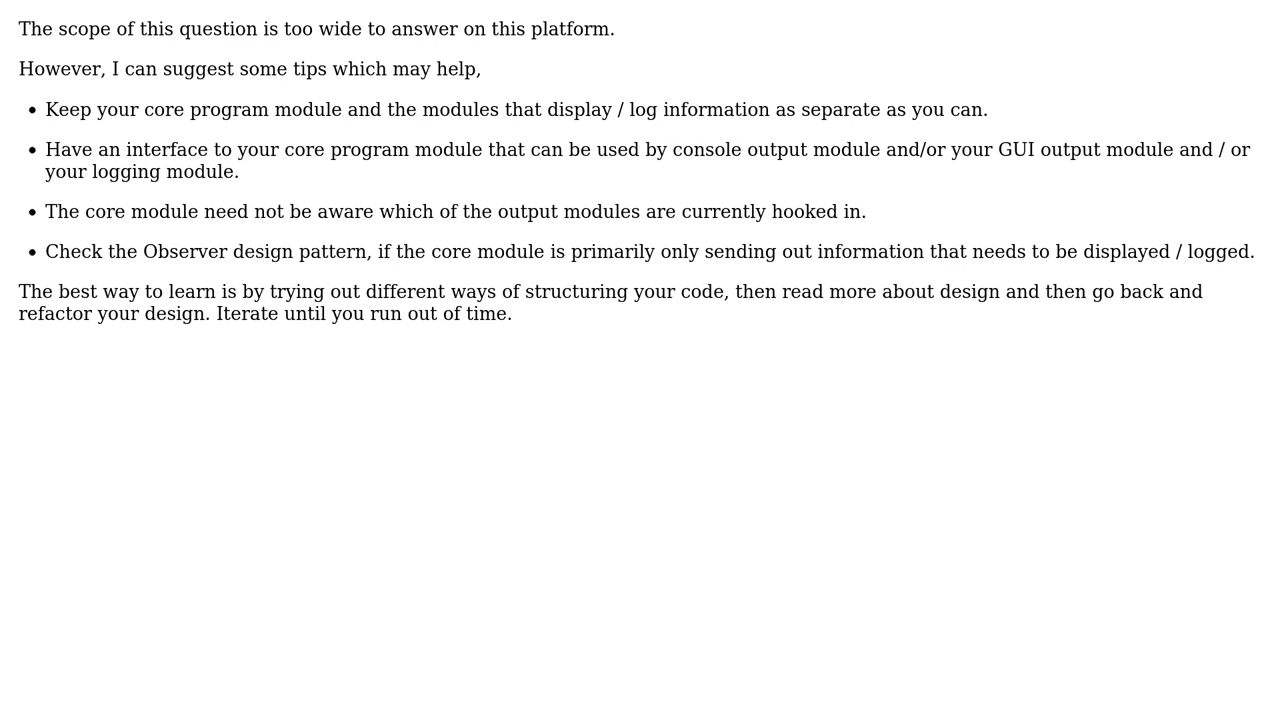 The scope of this question is too wide to answer on this platform.
However, I can suggest some tips which may help,
• Keep your core program module and the modules that display / log information as separate as you can.
• Have an interface to your core program module that can be used by console output module and/or your GUI output module and / or
your logging module.
• The core module need not be aware which of the output modules are currently hooked in.
• Check the Observer design pattern, if the core module is primarily only sending out information that needs to be displayed / logged.
The best way to learn is by trying out different ways of structuring your code, then read more about design and then go back and
refactor your design. Iterate until you run out of time.